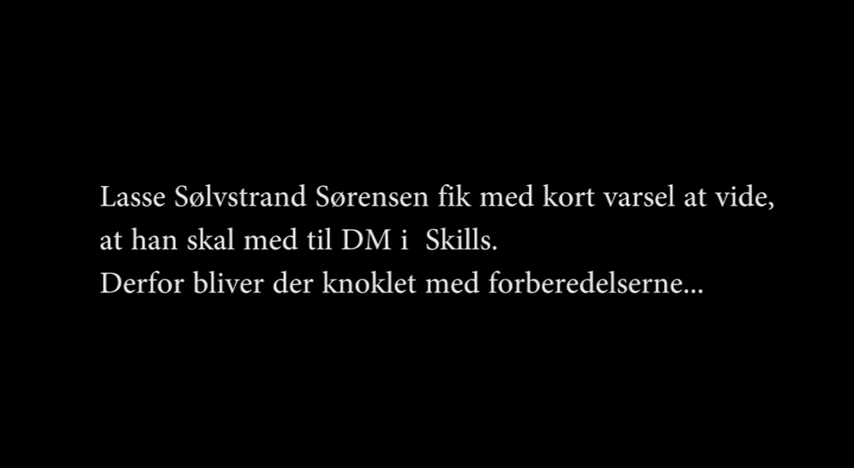 Lasse Sølvstrand Sørensen fik med kort varsel at vide,
at han skal med til DM i  Skills.
Derfor bliver der knoklet med forberedelserne...